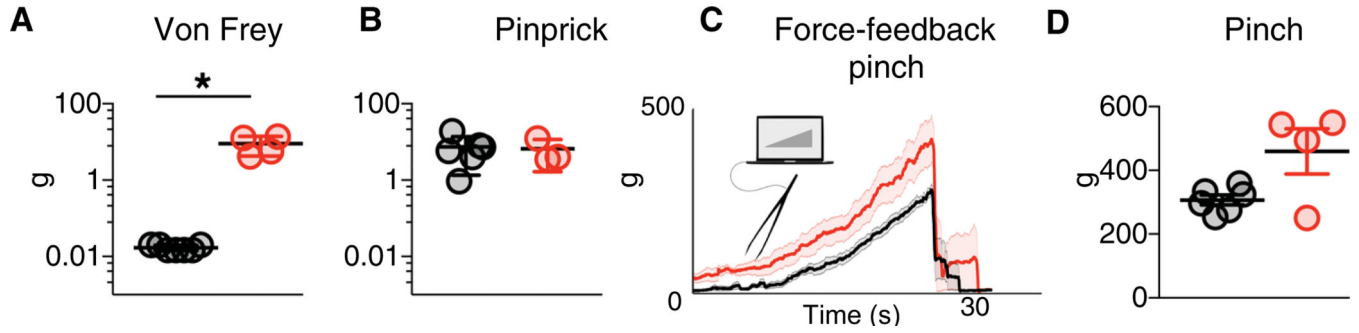 A
Von Frey
*
100
1
0.01
g
B
Pinprick
100
1
0.01
g
C
Force-feedback
pinch
500
0
g
Time (s)
30
D
Pinch
600
400
200
0
g